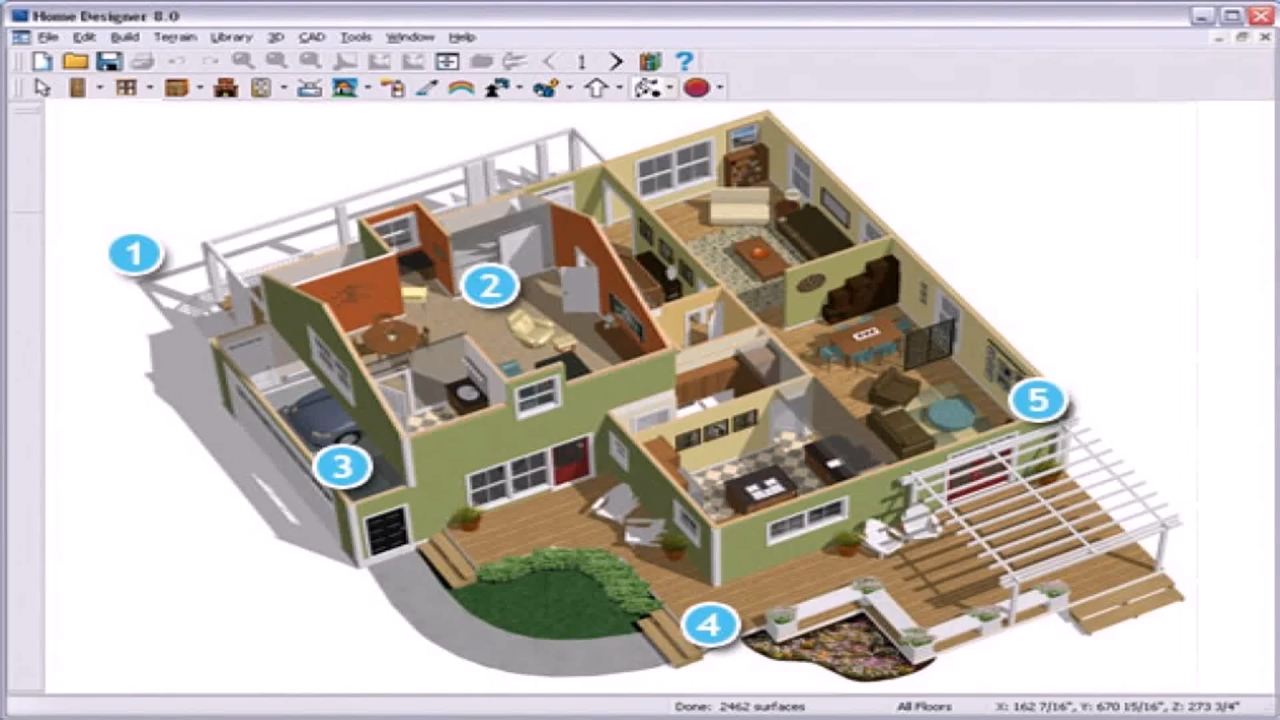 Home Designer 8.0
File Edit Build Terrain Library 3D CAD Tools Window Help
1
1
2
5
3
4
Done: 2462 surfaces All Floors X: 162 7/16", Y: 670 15/16", Z: 273 3/4"